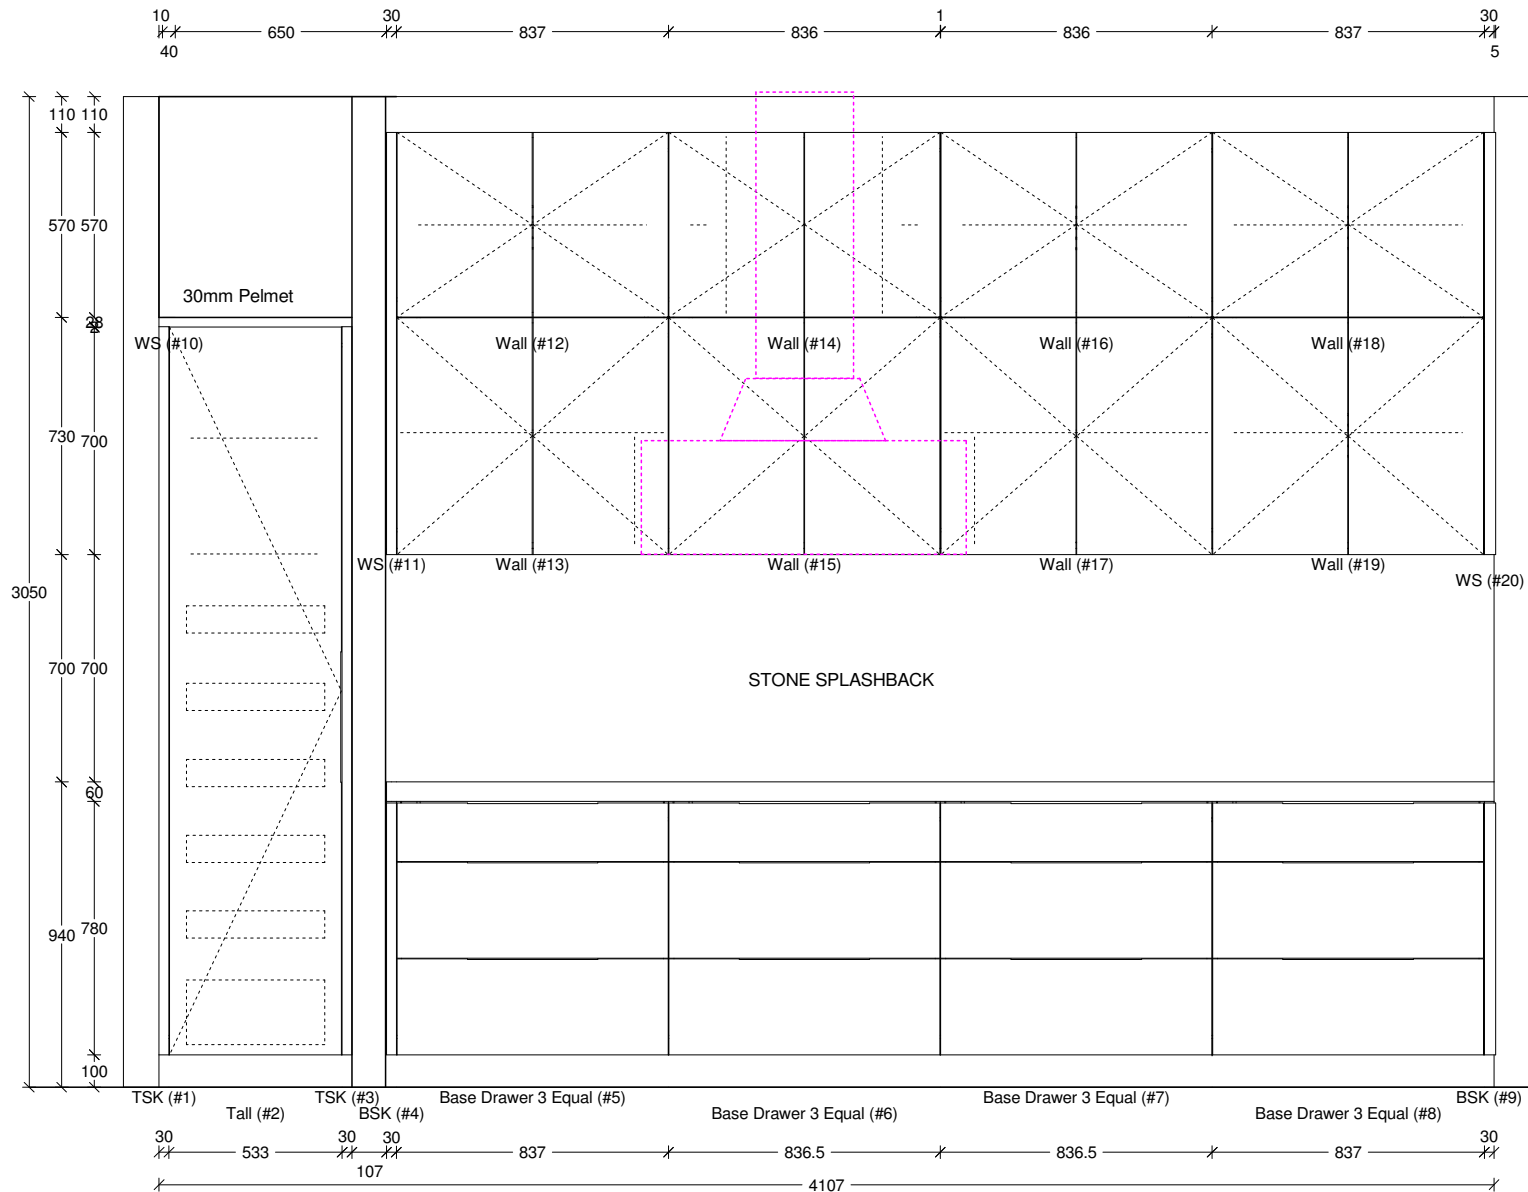 10 30 1 30
650 837 836 836 837
40 5
110 110
570 570
30mm Pelmet
28
WS (#10) Wall (#12) Wall (#14) Wall (#16) Wall (#18)
730 700
WS (#11) Wall (#13) Wall (#15) Wall (#17) Wall (#19)
WS (#20)
3050
700 700
STONE SPLASHBACK
60
940 780
100
TSK (#1) TSK (#3) Base Drawer 3 Equal (#5) Base Drawer 3 Equal (#7) BSK (#9)
Tall (#2) BSK (#4) Base Drawer 3 Equal (#6) Base Drawer 3 Equal (#8)
30 30 30 30
533 837 836.5 836.5 837
107
4107